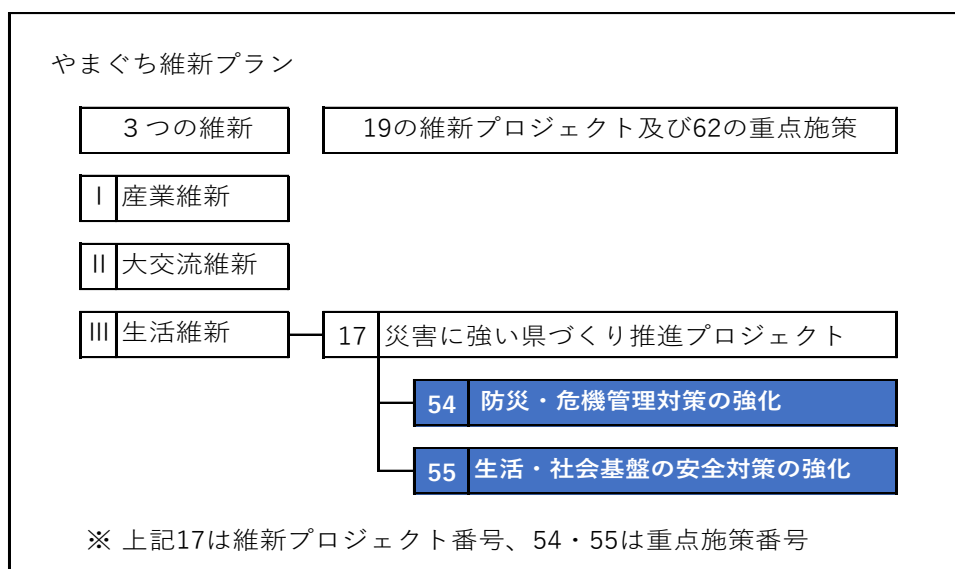 やまぐち維新プラン
３つの維新 19の維新プロジェクト及び62の重点施策
Ⅰ 産業維新
Ⅱ 大交流維新
Ⅲ 生活維新 17 災害に強い県づくり推進プロジェクト
54 防災・危機管理対策の強化
55 生活・社会基盤の安全対策の強化
※ 上記17は維新プロジェクト番号、54・55は重点施策番号